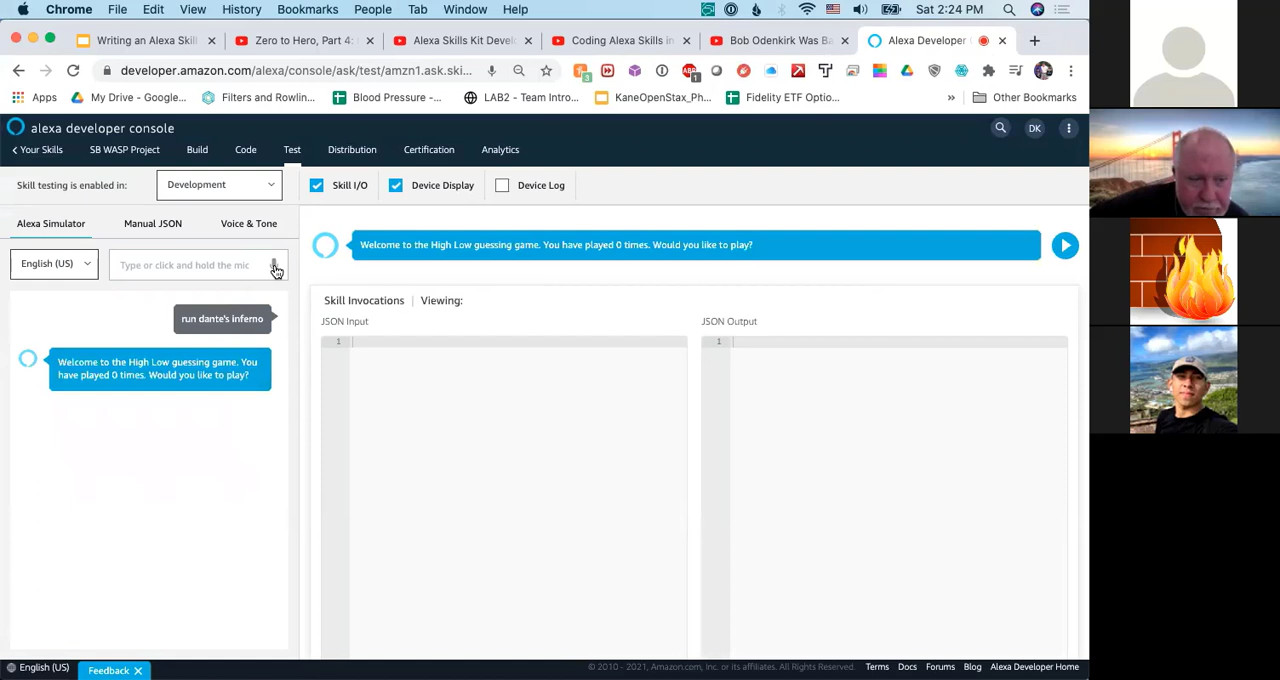 Chrome File Edit View History Bookmarks People Tab Window Help Sat 2:24 PM
Writing an Alexa Skill Zero to Hero, Part 4: Alexa Skills Kit Devel Coding Alexa Skills in Bob Odenkirk Was Ba Alexa Developer
developer.amazon.com/alexa/console/ask/test/amzn1.ask.ski... 3 1
Apps My Drive - Google... Filters and Rowlin... Blood Pressure -... LAB2 - Team Intro... KaneOpenStax_Ph... Fidelity ETF Optio... » Other Bookmarks
alexa developer console DK
Your Skills SB WASP Project Build Code Test Distribution Certification Analytics
Skill testing is enabled in: Development Skill I/O Device Display Device Log
Alexa Simulator Manual JSON Voice & Tone
English (US) Type or click and hold the mic
Welcome to the High Low guessing game. You have played 0 times. Would you like to play?
run dante's inferno
Welcome to the High Low guessing game. You
have played 0 times. Would you like to play?
Skill Invocations | Viewing:
JSON Input JSON Output
1 1
English (US) Feedback
© 2010 - 2021, Amazon.com, Inc. or its affiliates. All Rights Reserved. Terms Docs Forums Blog Alexa Developer Home